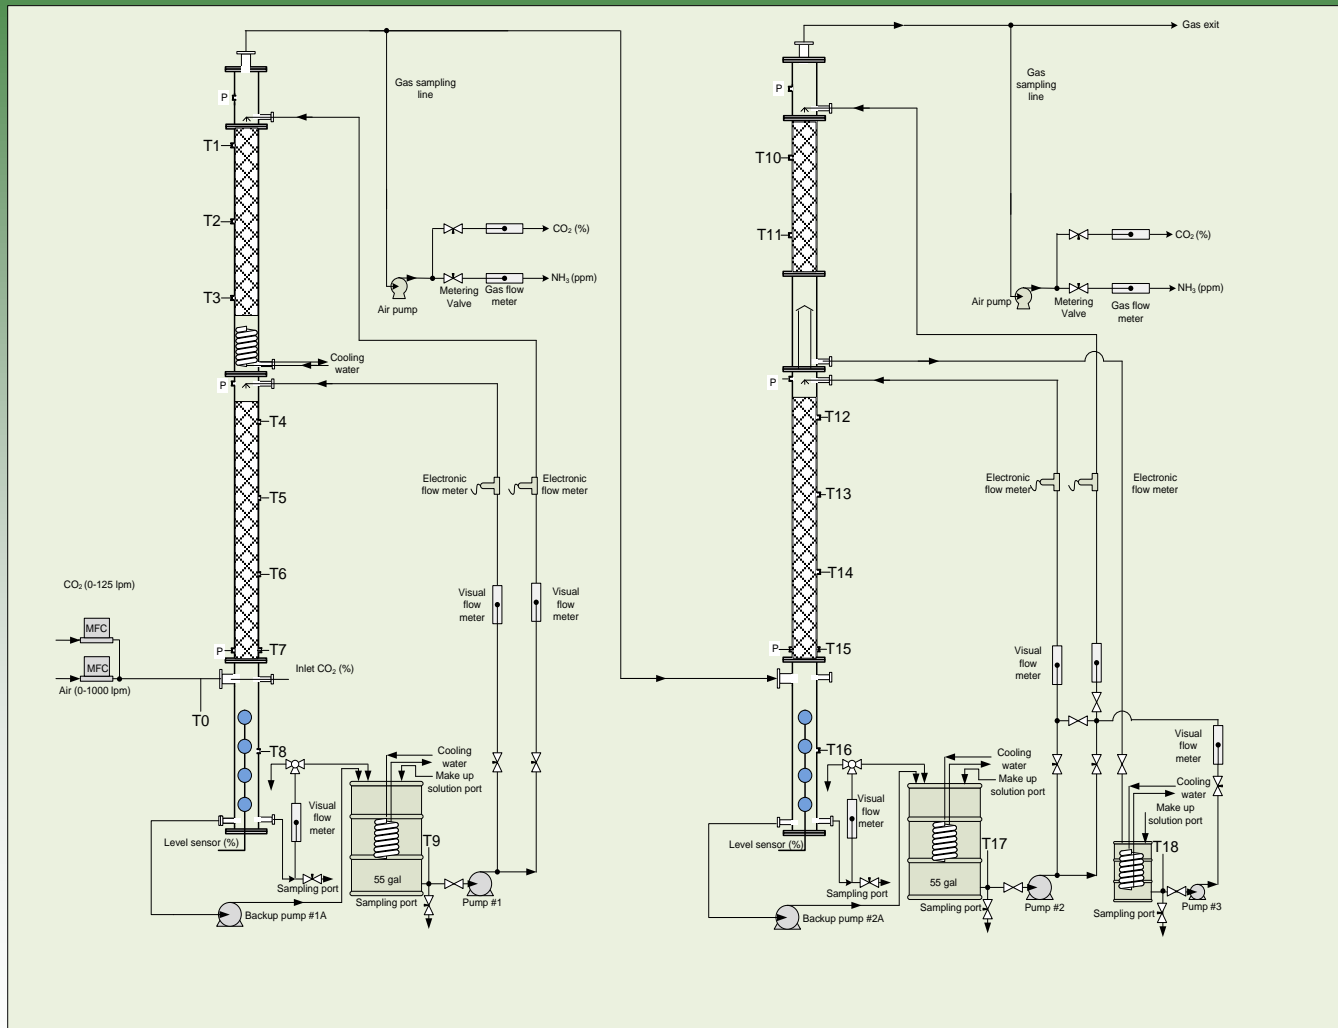 Gas exit
Gas sampling
line
Gas
sampling
line
P
P
T1
T10
T2
T11
CO₂ (%)
CO₂ (%)
T3
NH₃ (ppm)
NH₃ (ppm)
Metering
Valve
Gas flow
meter
Air pump
Air pump
Metering
Valve
Gas flow
meter
Cooling
water
P
P
T4
T12
Electronic
flow meter
Electronic
flow meter
Electronic
flow meter
Electronic
flow meter
T5
T13
T6
T14
CO₂ (0-125 lpm)
MFC
MFC
Air (0-1000 lpm)
Visual
flow
meter
Visual
flow
meter
P
T7
P
T15
Inlet CO₂ (%)
Visual
flow
meter
T0
T8
T16
Cooling
water
Make up
solution port
Cooling
water
Make up
solution port
Visual
flow
meter
Cooling
water
Make up
solution port
Visual
flow
meter
Visual
flow
meter
Level sensor (%)
T9
Level sensor (%)
T17
T18
55 gal
55 gal
Sampling port
Sampling port
Pump #1
Sampling port
Sampling port
Pump #2
Sampling port
Pump #3
Backup pump #1A
Backup pump #2A